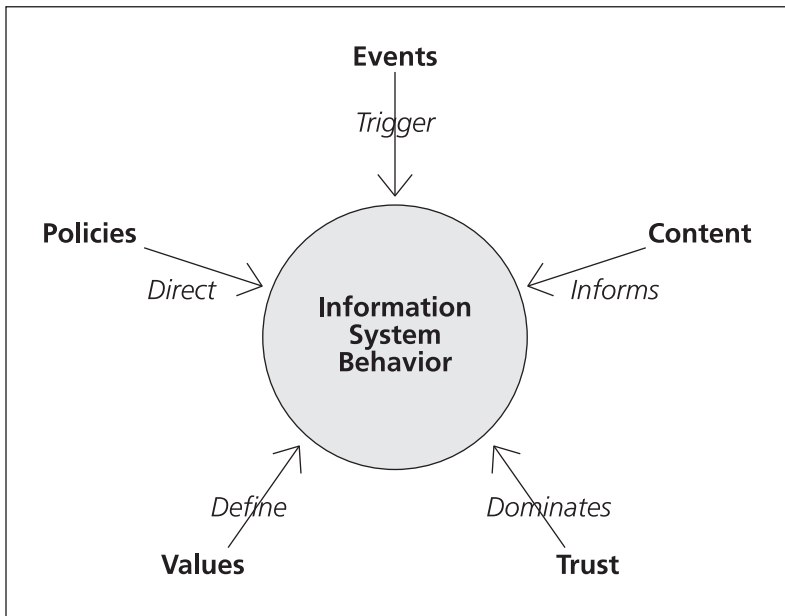 Events
Trigger
Policies
Content
Direct
Informs
Information
System
Behavior
Define
Dominates
Values
Trust